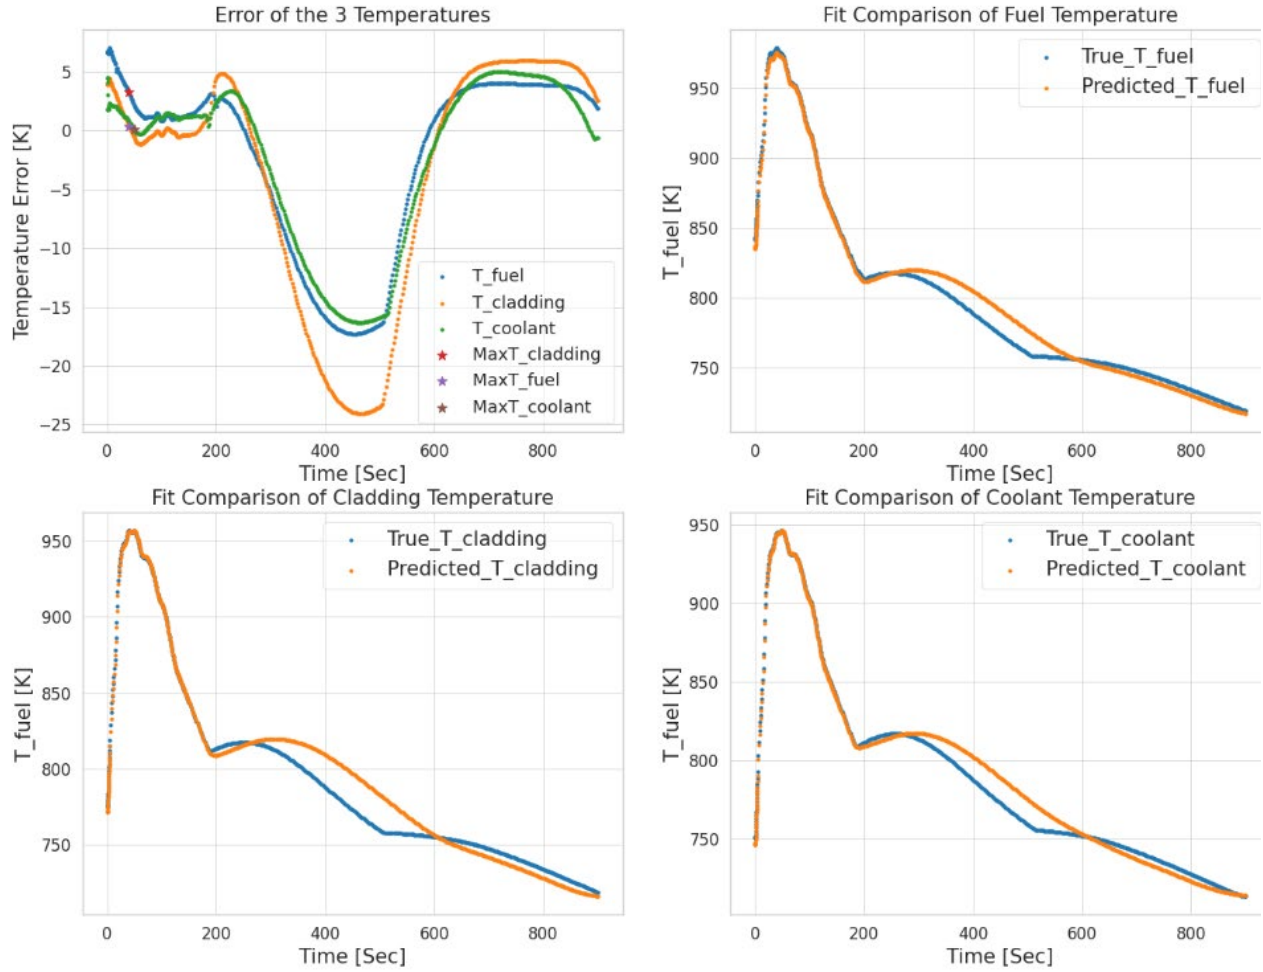 Error of the 3 Temperatures
Temperature Error [K]
5
0
−5
−10
−15
−20
−25
T_fuel
T_cladding
T_coolant
MaxT_cladding
MaxT_fuel
MaxT_coolant
0
200
400
600
800
Time [Sec]
Fit Comparison of Fuel Temperature
T_fuel [K]
950
900
850
800
750
True_T_fuel
Predicted_T_fuel
0
200
400
600
800
Time [Sec]
Fit Comparison of Cladding Temperature
T_fuel [K]
950
900
850
800
750
True_T_cladding
Predicted_T_cladding
0
200
400
600
800
Time [Sec]
Fit Comparison of Coolant Temperature
T_fuel [K]
950
900
850
800
750
True_T_coolant
Predicted_T_coolant
0
200
400
600
800
Time [Sec]